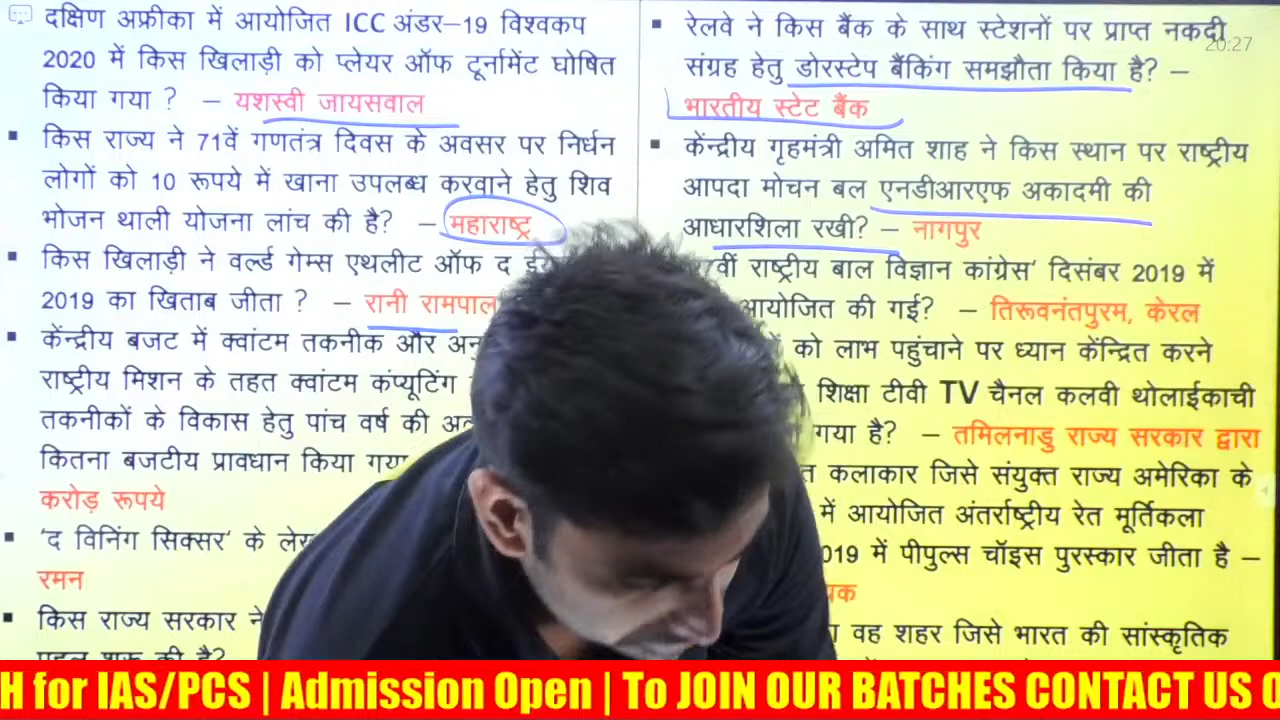 दक्षिण अफ्रीका में आयोजित ICC अंडर–19 विश्वकप
2020 में किस खिलाड़ी को प्लेयर ऑफ टूर्नामेंट घोषित
किया गया ? – यशस्वी जायसवाल
▪ किस राज्य ने 71वें गणतंत्र दिवस के अवसर पर निर्धन
लोगों को 10 रूपये में खाना उपलब्ध करवाने हेतु शिव
भोजन थाली योजना लांच की है? – महाराष्ट्र
▪ किस खिलाड़ी ने वर्ल्ड गेम्स एथलीट ऑफ द
2019 का खिताब जीता ? – रानी रामपाल
▪ केंद्रीय बजट में क्वांटम तकनीक और
राष्ट्रीय मिशन के तहत क्वांटम कंप्यूटिंग
तकनीकों के विकास हेतु पांच वर्ष की
कितना बजटीय प्रावधान किया गया
करोड़ रूपये
▪ 'द विनिंग सिक्सर' के
रमन
▪ किस राज्य सरकार ने
पहल शुरू की है?
▪ रेलवे ने किस बैंक के साथ स्टेशनों पर प्राप्त नकदी
संग्रह हेतु डोरस्टेप बैंकिंग समझौता किया है? –
भारतीय स्टेट बैंक
▪ केंन्द्रीय गृहमंत्री अमित शाह ने किस स्थान पर राष्ट्रीय
आपदा मोचन बल एनडीआरएफ अकादमी की
आधारशिला रखी? – नागपुर
राष्ट्रीय बाल विज्ञान कांग्रेस' दिसंबर 2019 में
आयोजित की गई? – तिरूवनंतपुरम, केरल
को लाभ पहुंचाने पर ध्यान केंन्द्रित करने
शिक्षा टीवी TV चैनल कलवी थोलाईकाची
गया है? – तमिलनाडु राज्य सरकार द्वारा
कलाकार जिसे संयुक्त राज्य अमेरिका के
में आयोजित अंतर्राष्ट्रीय रेत मूर्तिकला
में पीपुल्स चॉइस पुरस्कार जीता है –
वह शहर जिसे भारत की सांस्कृतिक
20:27
H for IAS/PCS | Admission Open | To JOIN OUR BATCHES CONTACT US